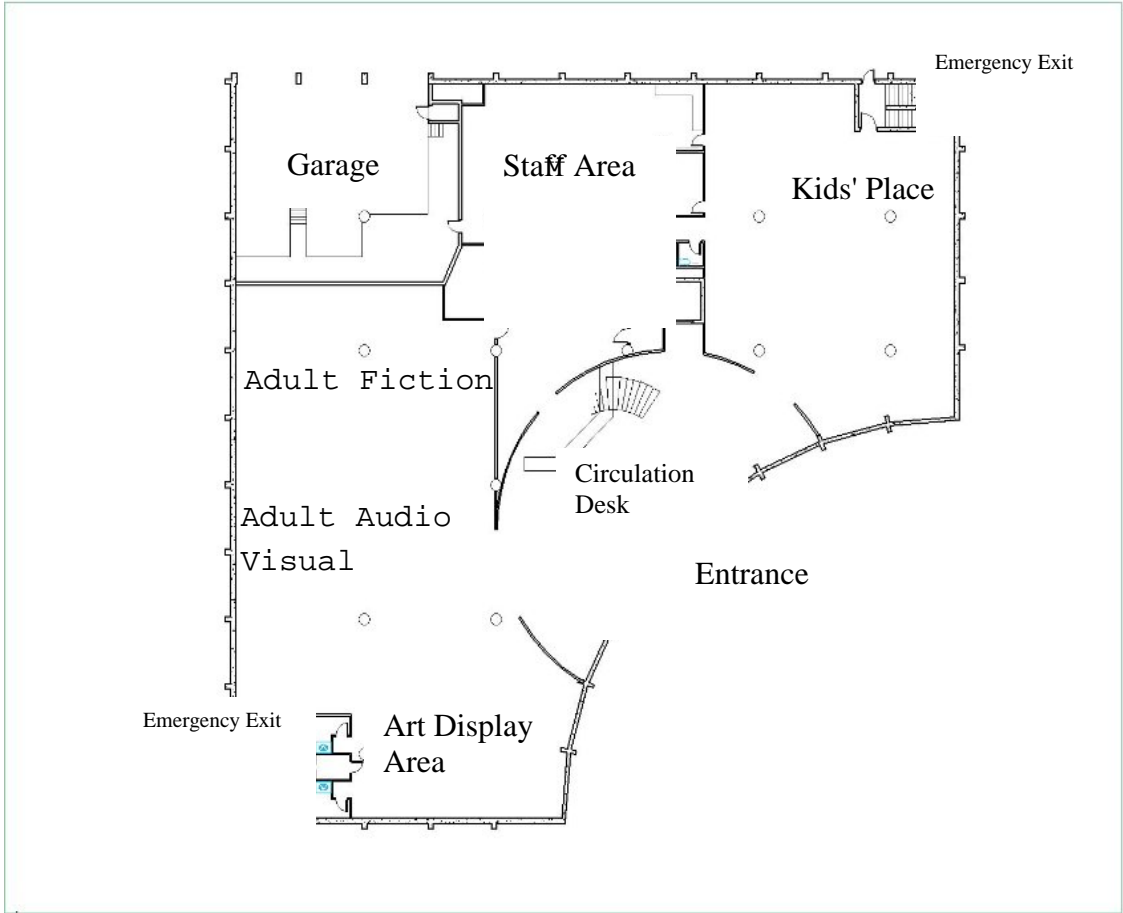 Emergency Exit
Garage
Staff Area
Kids' Place
Adult Fiction
Circulation
Desk
Adult Audio
Visual
Entrance
Emergency Exit
Art Display
Area